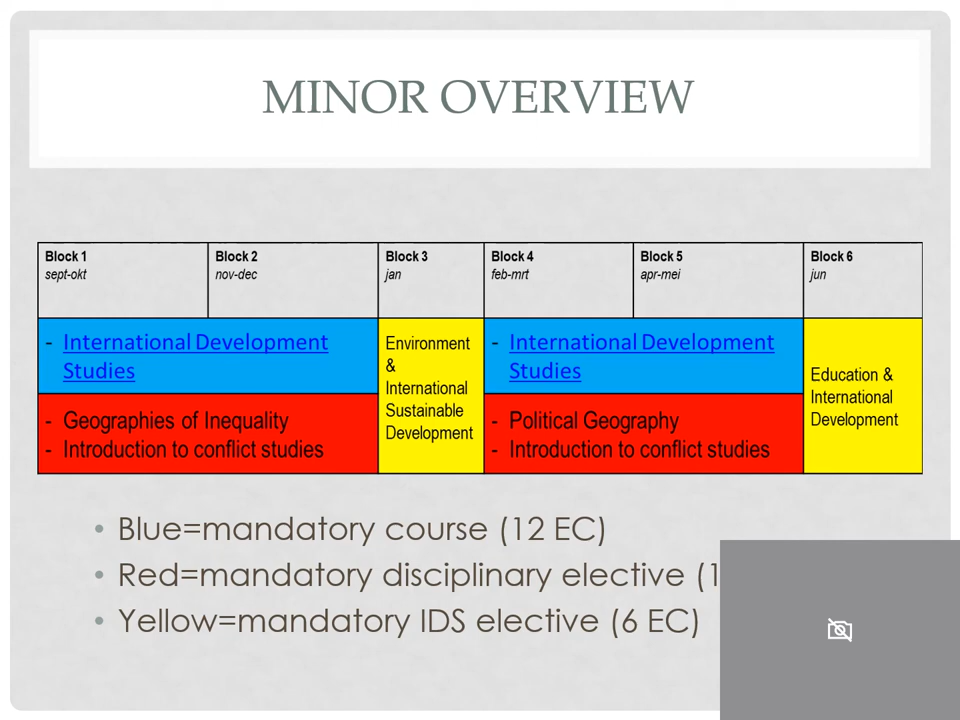 MINOR OVERVIEW
Block 1
sept-okt
Block 2
nov-dec
Block 3
jan
Block 4
feb-mrt
Block 5
apr-mei
Block 6
jun
- International Development
Studies
- Geographies of Inequality
- Introduction to conflict studies
Environment
&
International
Sustainable
Development
- International Development
Studies
- Political Geography
- Introduction to conflict studies
Education &
International
Development
• Blue=mandatory course (12 EC)
• Red=mandatory disciplinary elective (1
• Yellow=mandatory IDS elective (6 EC)